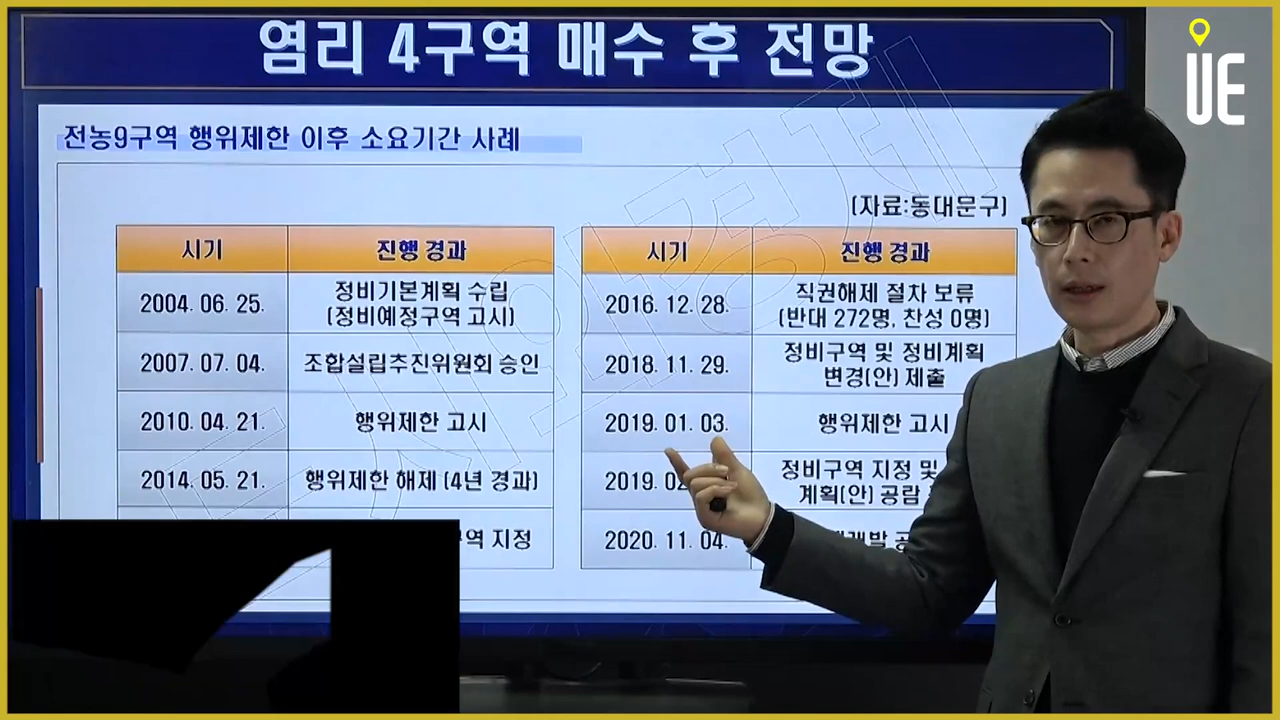 염리 4구역 매수 후 전망
UE
전농9구역 행위제한 이후 소요기간 사례
(자료:동대문구)
시기 진행 경과
2004. 06. 25. 정비기본계획 수립
(정비예정구역 고시)
2007. 07. 04. 조합설립추진위원회 승인
2010. 04. 21. 행위제한 고시
2014. 05. 21. 행위제한 해제 (4년 경과)
구역 지정
시기 진행 경과
2016. 12. 28. 직권해제 절차 보류
(반대 272명, 찬성 0명)
2018. 11. 29. 정비구역 및 정비계획
변경(안) 제출
2019. 01. 03. 행위제한 고시
2019. 정비구역 지정 및
계획(안) 공람
2020. 11. 04.